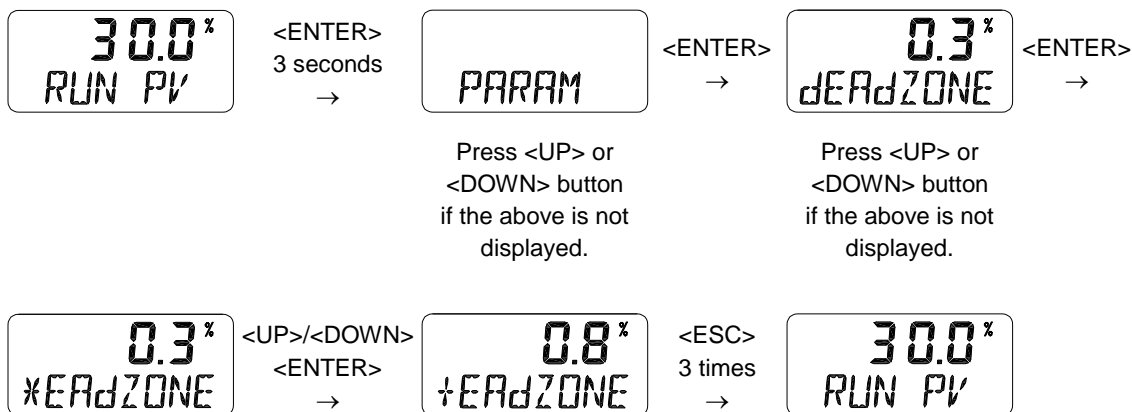 30.0%
RUN PV
<ENTER>
3 seconds
→
PARAM
<ENTER>
→
0.3%
dEAdZONE
<ENTER>
→
Press <UP> or
<DOWN> button
if the above is not
displayed.
Press <UP> or
<DOWN> button
if the above is not
displayed.
0.3%
*EAdZONE
<UP>/<DOWN>
<ENTER>
→
0.8%
+EAdZONE
<ESC>
3 times
→
30.0%
RUN PV